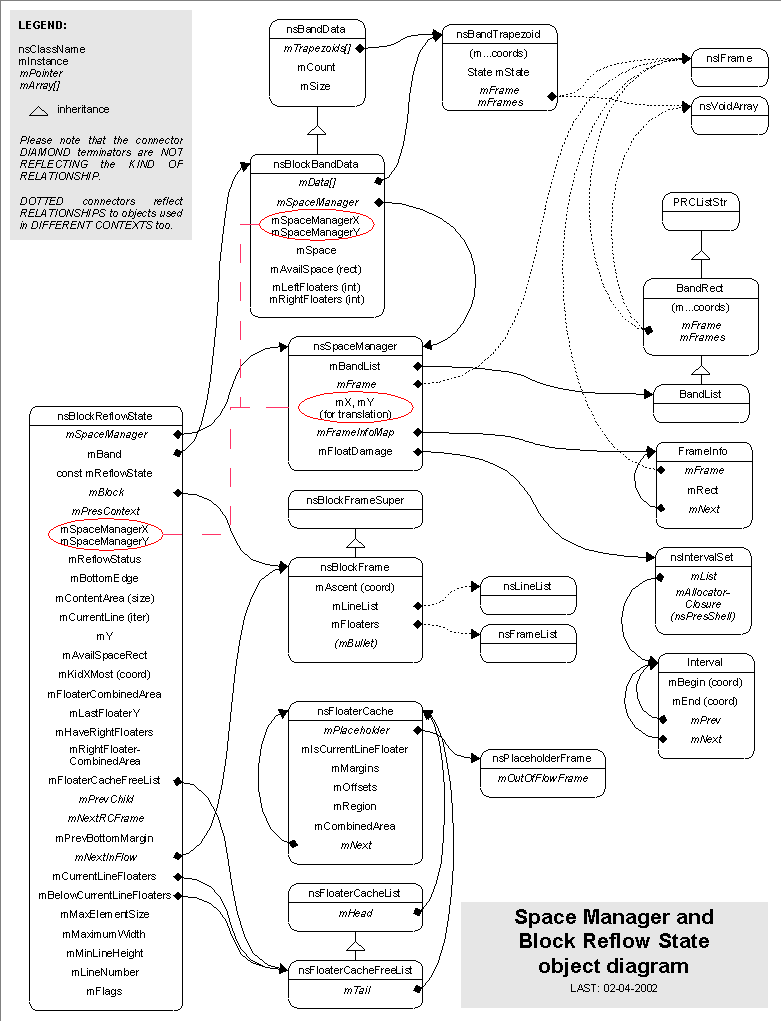 LEGEND:
nsClassName
mInstance
mPointer
mArray[]
inheritance
Please note that the connector
DIAMOND terminators are NOT
REFLECTING the KIND OF
RELATIONSHIP.
DOTTED connectors reflect
RELATIONSHIPS to objects used
in DIFFERENT CONTEXTS too.
nsBandData
mTrapezoids[]
mCount
mSize
nsBandTrapezoid
(m...coords)
State mState
mFrame
mFrames
nsIFrame
nsVoidArray
nsBlockBandData
mData[]
mSpaceManager
mSpaceManagerX
mSpaceManagerY
mSpace
mAvailSpace (rect)
mLeftFloaters (int)
mRightFloaters (int)
PRCListStr
BandRect
(m...coords)
mFrame
mFrames
BandList
nsSpaceManager
mBandList
mFrame
mX, mY
(for translation)
mFrameInfoMap
mFloatDamage
FrameInfo
mFrame
mRect
mNext
nsBlockReflowState
mSpaceManager
mBand
const mReflowState
mBlock
mPresContext
mSpaceManagerX
mSpaceManagerY
mReflowStatus
mBottomEdge
mContentArea (size)
mCurrentLine (iter)
mY
mAvailSpaceRect
mKidXMost (coord)
mFloaterCombinedArea
mLastFloaterY
mHaveRightFloaters
mRightFloater-
CombinedArea
mFloaterCacheFreeList
mPrevChild
mNextRCFrame
mPrevBottomMargin
mNextInFlow
mCurrentLineFloaters
mBelowCurrentLineFloaters
mMaxElementSize
mMaximumWidth
mMinLineHeight
mLineNumber
mFlags
nsBlockFrameSuper
nsBlockFrame
mAscent (coord)
mLineList
mFloaters
(mBullet)
nsLineList
nsFrameList
nsIntervalSet
mList
mAllocator-
Closure
(nsPresShell)
Interval
mBegin (coord)
mEnd (coord)
mPrev
mNext
nsFloaterCache
mPlaceholder
mIsCurrentLineFloater
mMargins
mOffsets
mRegion
mCombinedArea
mNext
nsPlaceholderFrame
mOutOfFlowFrame
nsFloaterCacheList
mHead
nsFloaterCacheFreeList
mTail
Space Manager and
Block Reflow State
object diagram
LAST: 02-04-2002